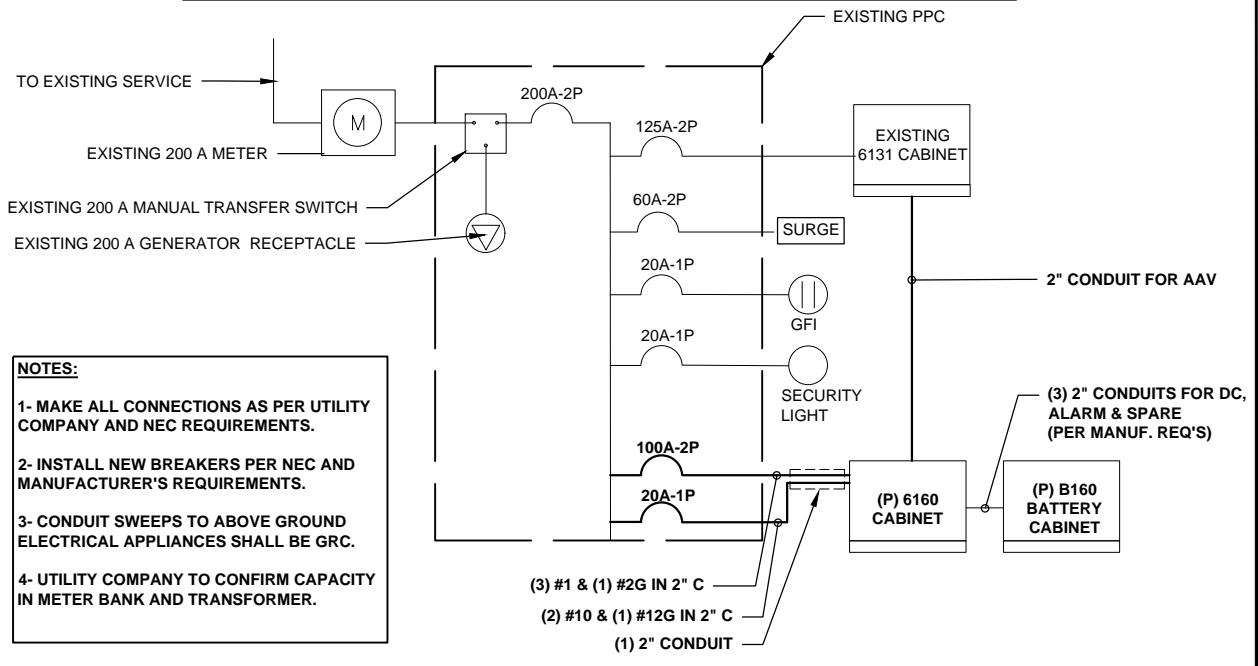 EXISTING PPC
TO EXISTING SERVICE
M
EXISTING 200 A METER
EXISTING 200 A MANUAL TRANSFER SWITCH
EXISTING 200 A GENERATOR RECEPTACLE
200A-2P
125A-2P
EXISTING
6131 CABINET
60A-2P
SURGE
20A-1P
GFI
20A-1P
SECURITY
LIGHT
2" CONDUIT FOR AAV
100A-2P
20A-1P
(P) 6160
CABINET
(P) B160
BATTERY
CABINET
(3) 2" CONDUITS FOR DC,
ALARM & SPARE
(PER MANUF. REQ'S)
(3) #1 & (1) #2G IN 2" C
(2) #10 & (1) #12G IN 2" C
(1) 2" CONDUIT
NOTES:
1- MAKE ALL CONNECTIONS AS PER UTILITY
COMPANY AND NEC REQUIREMENTS.
2- INSTALL NEW BREAKERS PER NEC AND
MANUFACTURER'S REQUIREMENTS.
3- CONDUIT SWEEPS TO ABOVE GROUND
ELECTRICAL APPLIANCES SHALL BE GRC.
4- UTILITY COMPANY TO CONFIRM CAPACITY
IN METER BANK AND TRANSFORMER.